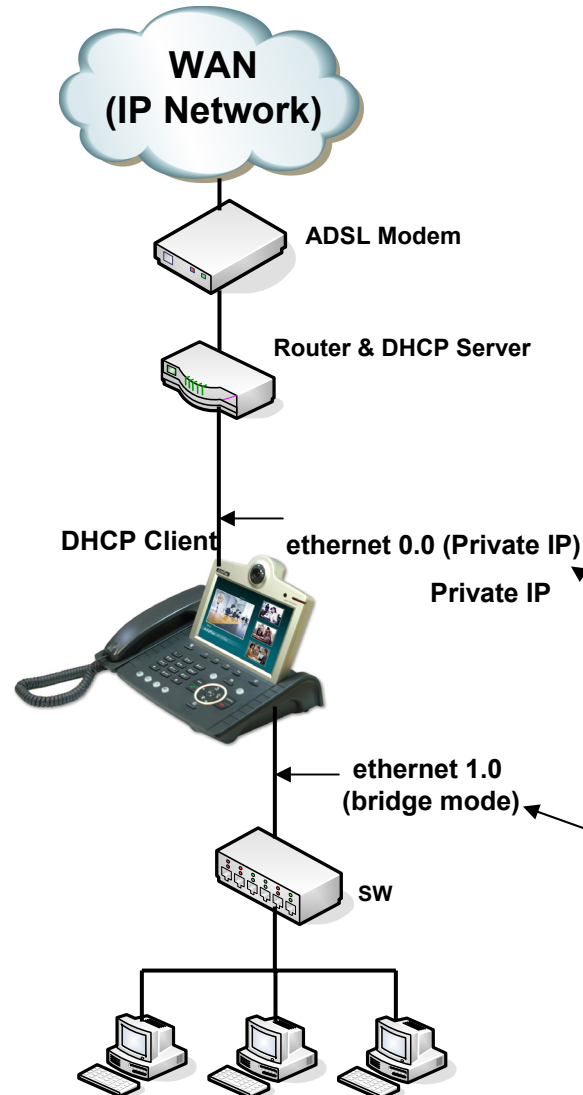 WAN
(IP Network)
ADSL Modem
Router & DHCP Server
DHCP Client
ethernet 0.0 (Private IP)
Private IP
ethernet 1.0
(bridge mode)
SW